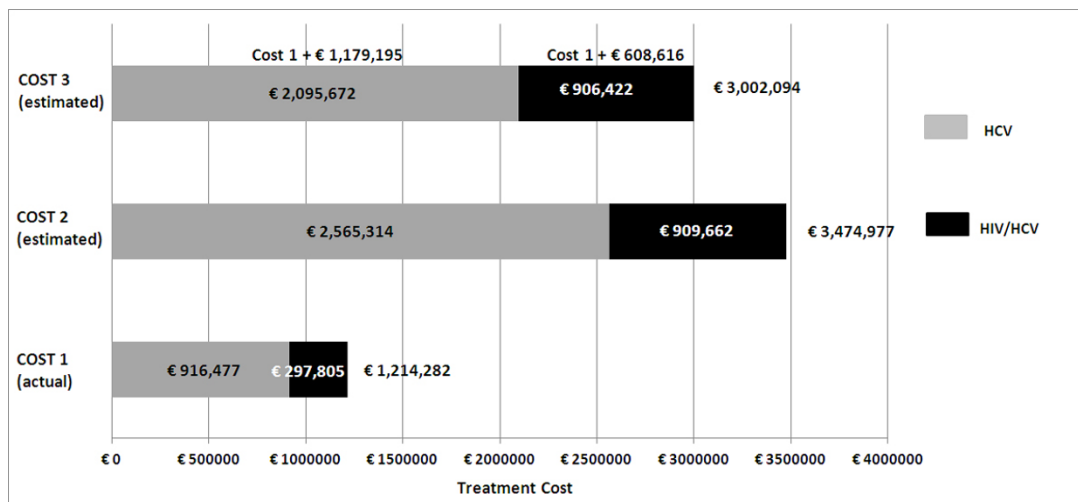 Cost 1 + € 1,179,195 Cost 1 + € 608,616
COST 3
(estimated)
€ 2,095,672 € 906,422 € 3,002,094
HCV
COST 2
(estimated)
€ 2,565,314 € 909,662 € 3,474,977
HIV/HCV
COST 1
(actual)
€ 916,477 € 297,805 € 1,214,282
€ 0 € 500000 € 1000000 € 1500000 € 2000000 € 2500000 € 3000000 € 3500000 € 4000000
Treatment Cost